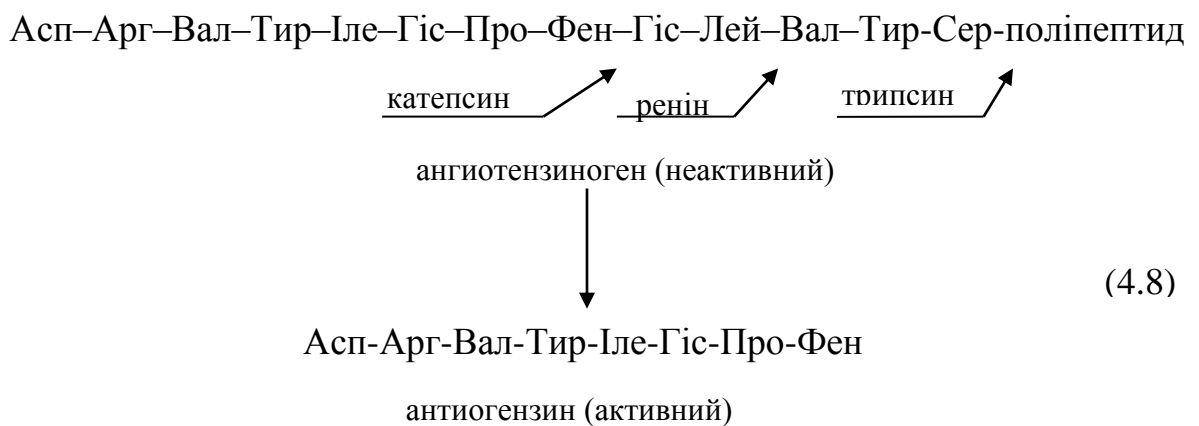 Асп–Арг–Вал–Тир–Іле–Гіс–Про–Фен–Гіс–Лей–Вал–Тир-Сер-поліпептид
катепсин ренін трипсин
ангиотензиноген (неактивний)
(4.8)
Асп-Арг-Вал-Тир-Іле-Гіс-Про-Фен
антиогензин (активний)